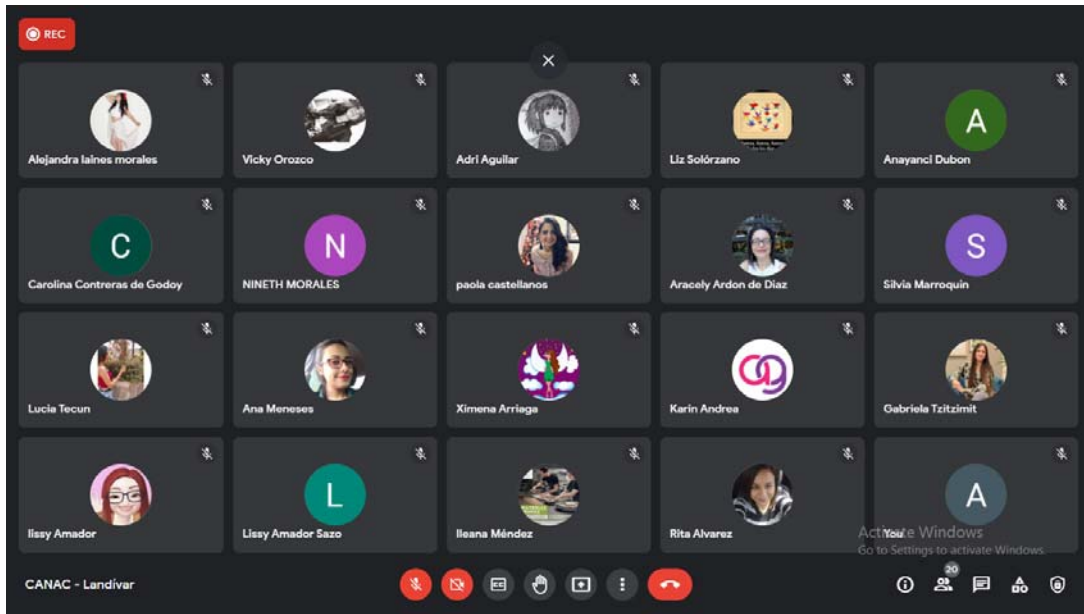 REC
Alejandra laines morales
Vicky Orozco
Adri Aguilar
Liz Solórzano
A
Anayanci Dubon
C
Carolina Contreras de Godoy
N
NINETH MORALES
paola castellanos
Aracely Ardon de Diaz
S
Silvia Marroquin
Lucia Tecun
Ana Meneses
Ximena Arriaga
Karin Andrea
Gabriela Tzitzimit
lissy Amador
L
Lissy Amador Sazo
Ileana Méndez
Rita Alvarez
A
You
Activate Windows
Go to Settings to activate Windows.
CANAC - Landívar
20